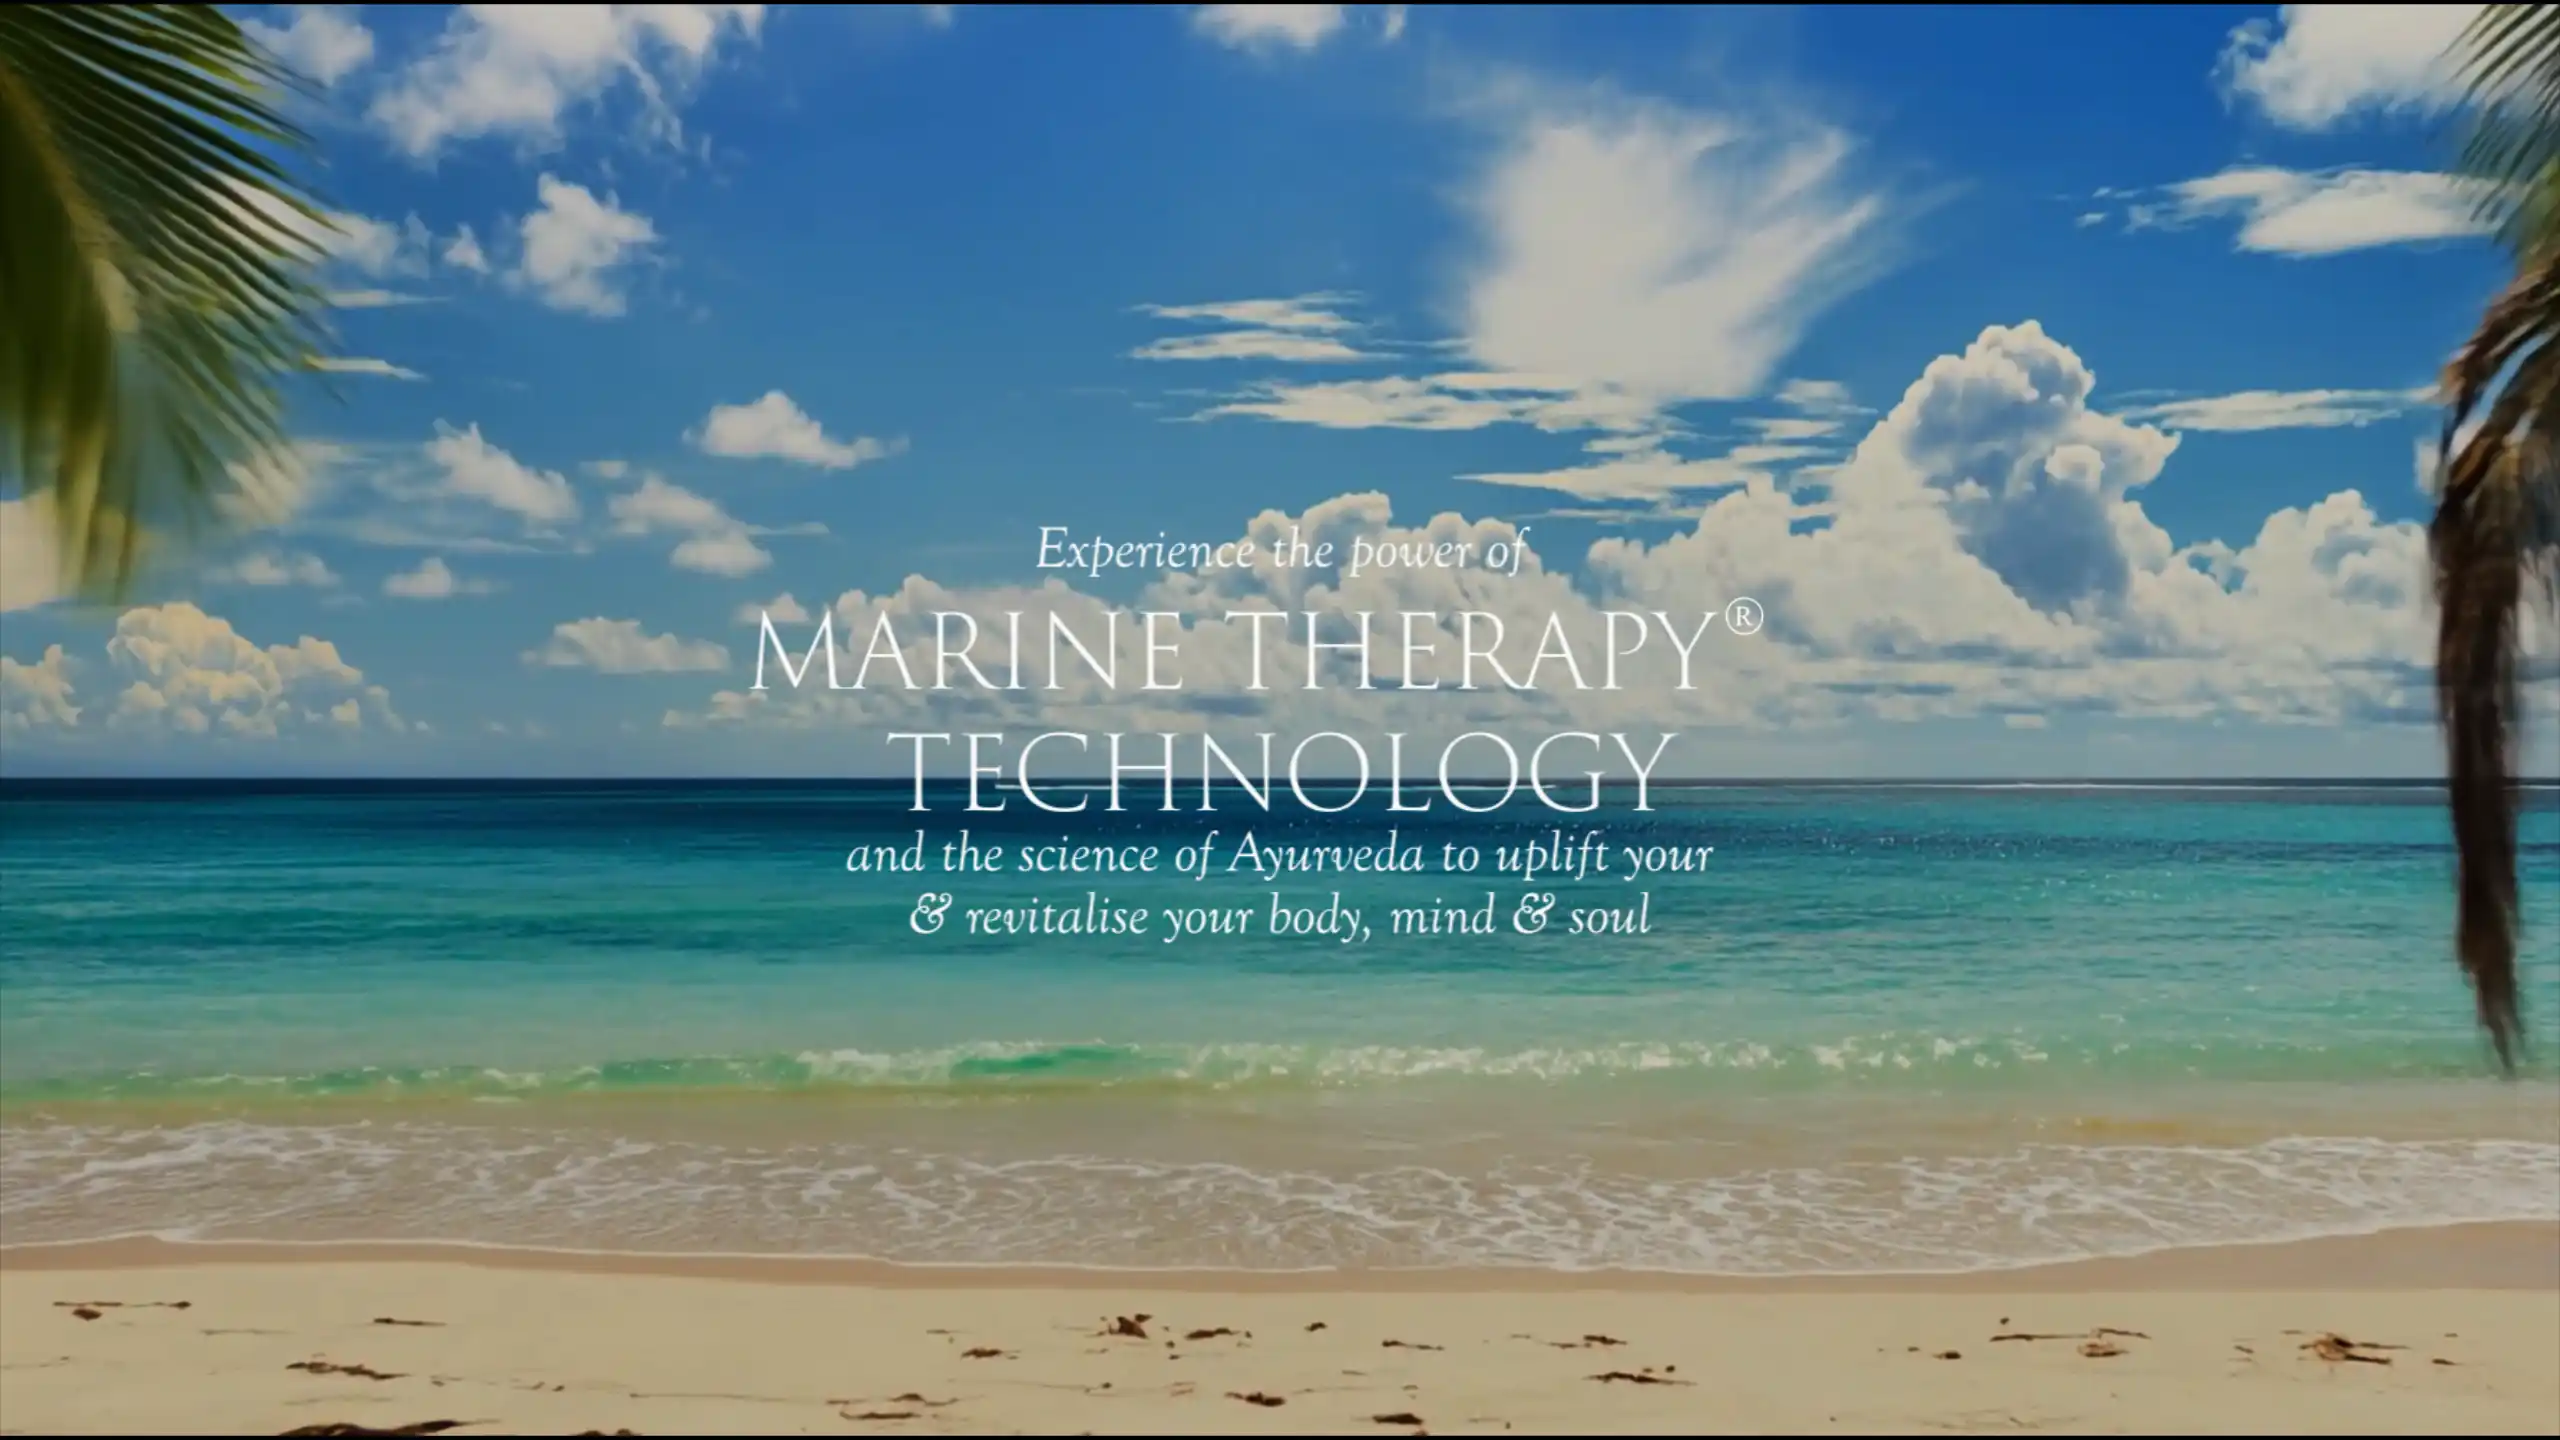 Experience the power of
MARINE THERAPY®
TECHNOLOGY
and the science of Ayurveda to uplift your
& revitalise your body, mind & soul